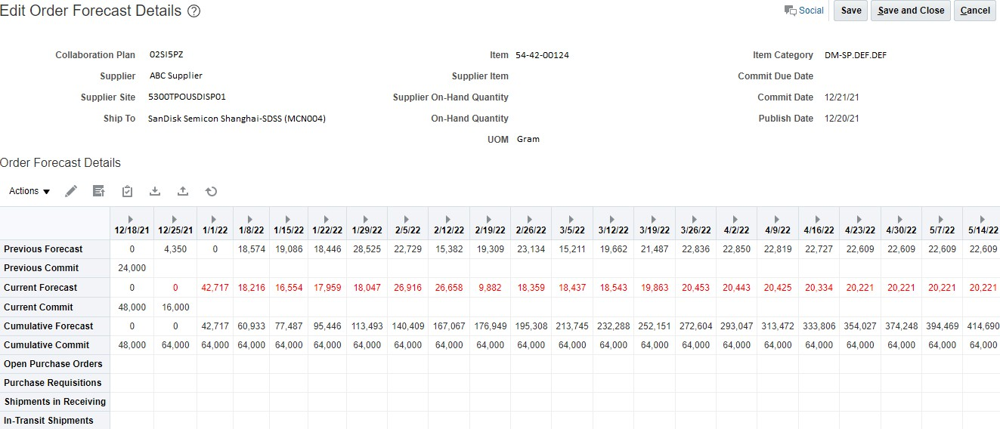 Edit Order Forecast Details ?
Social Save Save and Close Cancel
Collaboration Plan 02SI5PZ Item 54-42-00124 Item Category DM-SP.DEF.DEF
Supplier ABC Supplier Supplier Item Commit Due Date
Supplier Site 5300TPOUSDISP01 Supplier On-Hand Quantity Commit Date 12/21/21
Ship To SanDisk Semicon Shanghai-SDSS (MCN004) On-Hand Quantity Publish Date 12/20/21
UOM Gram
Order Forecast Details
Actions
12/18/21 12/25/21 1/1/22 1/8/22 1/15/22 1/22/22 1/29/22 2/5/22 2/12/22 2/19/22 2/26/22 3/5/22 3/12/22 3/19/22 3/26/22 4/2/22 4/9/22 4/16/22 4/23/22 4/30/22 5/7/22 5/14/22
Previous Forecast 0 4,350 0 18,574 19,086 18,446 28,525 22,729 15,382 19,309 23,134 15,211 19,662 21,487 22,836 22,850 22,819 22,727 22,609 22,609 22,609 22,609
Previous Commit 24,000
Current Forecast 0 0 42,717 18,216 16,554 17,959 18,047 26,916 26,658 9,882 18,359 18,437 18,543 19,863 20,453 20,443 20,425 20,334 20,221 20,221 20,221 20,221
Current Commit 48,000 16,000
Cumulative Forecast 0 0 42,717 60,933 77,487 95,446 113,493 140,409 167,067 176,949 195,308 213,745 232,288 252,151 272,604 293,047 313,472 333,806 354,027 374,248 394,469 414,690
Cumulative Commit 48,000 64,000 64,000 64,000 64,000 64,000 64,000 64,000 64,000 64,000 64,000 64,000 64,000 64,000 64,000 64,000 64,000 64,000 64,000 64,000 64,000 64,000
Open Purchase Orders
Purchase Requisitions
Shipments in Receiving
In-Transit Shipments